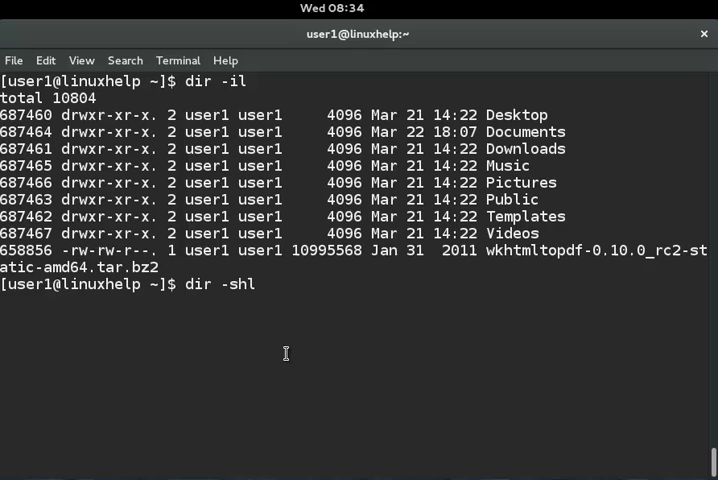 Wed 08:34
user1@linuxhelp:~
×
File Edit View Search Terminal Help
[user1@linuxhelp ~]$ dir -il
total 10804
687460 drwxr-xr-x. 2 user1 user1     4096 Mar 21 14:22 Desktop
687464 drwxr-xr-x. 2 user1 user1     4096 Mar 22 18:07 Documents
687461 drwxr-xr-x. 2 user1 user1     4096 Mar 21 14:22 Downloads
687465 drwxr-xr-x. 2 user1 user1     4096 Mar 21 14:22 Music
687466 drwxr-xr-x. 2 user1 user1     4096 Mar 21 14:22 Pictures
687463 drwxr-xr-x. 2 user1 user1     4096 Mar 21 14:22 Public
687462 drwxr-xr-x. 2 user1 user1     4096 Mar 21 14:22 Templates
687467 drwxr-xr-x. 2 user1 user1     4096 Mar 21 14:22 Videos
658856 -rw-rw-r--. 1 user1 user1 10995568 Jan 31  2011 wkhtmltopdf-0.10.0_rc2-st
atic-amd64.tar.bz2
[user1@linuxhelp ~]$ dir -shl